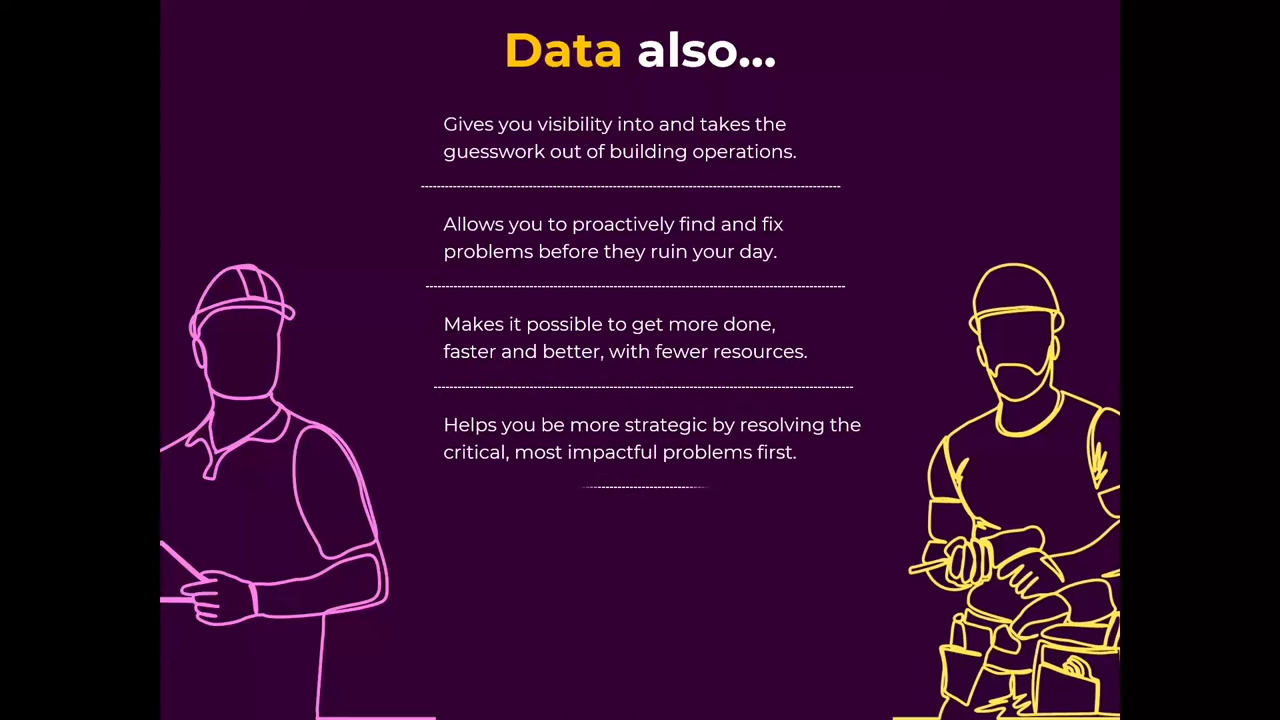 Data also...
Gives you visibility into and takes the
guesswork out of building operations.
Allows you to proactively find and fix
problems before they ruin your day.
Makes it possible to get more done,
faster and better, with fewer resources.
Helps you be more strategic by resolving the
critical, most impactful problems first.